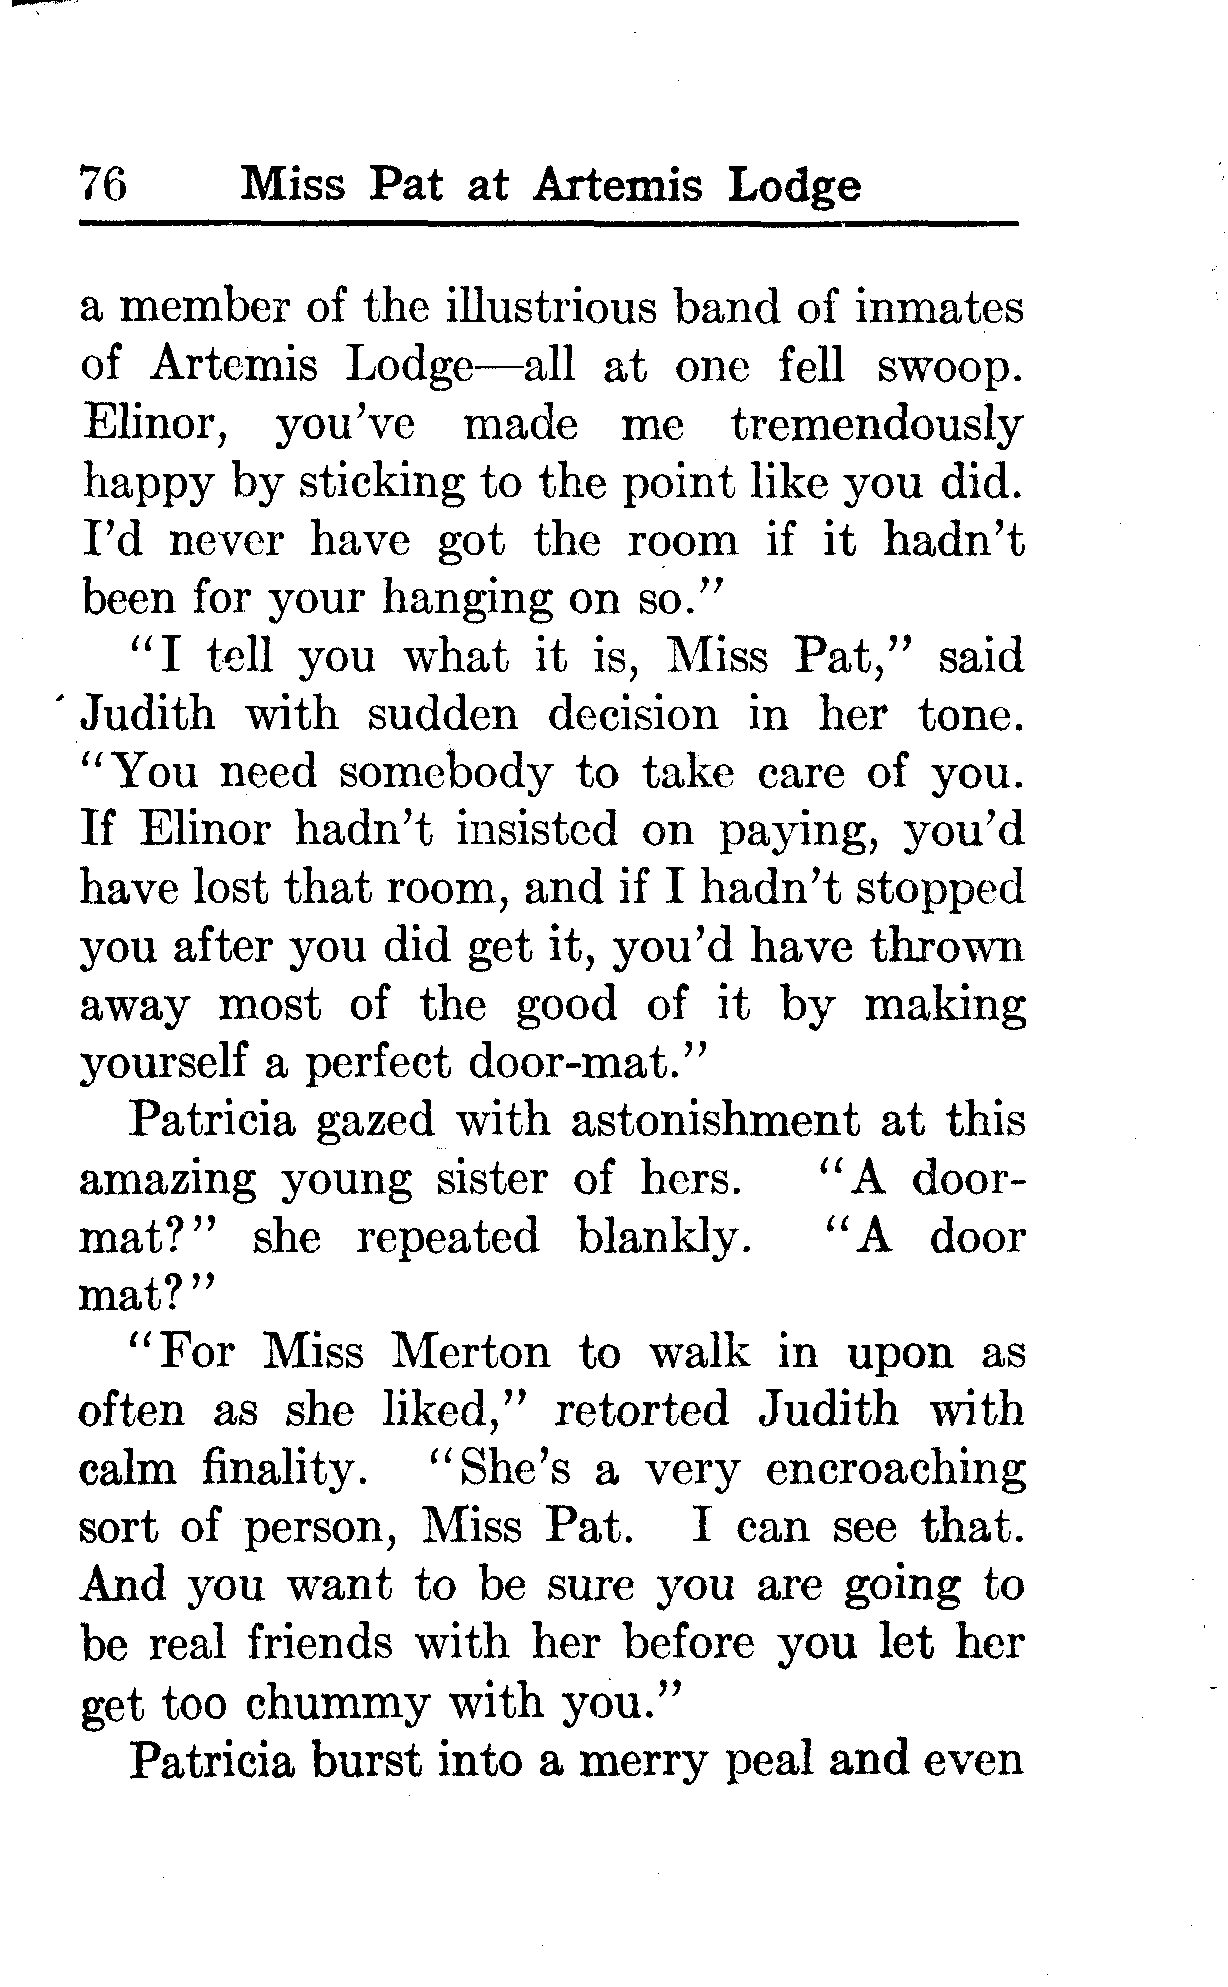 76 Miss Pat at Artemis Lodge
a member of the illustrious band of inmates
of Artemis Lodge—all at one fell swoop.
Elinor, you've made me tremendously
happy by sticking to the point like you did.
I'd never have got the room if it hadn't
been for your hanging on so."
"I tell you what it is, Miss Pat," said
Judith with sudden decision in her tone.
"You need somebody to take care of you.
If Elinor hadn't insisted on paying, you'd
have lost that room, and if I hadn't stopped
you after you did get it, you'd have thrown
away most of the good of it by making
yourself a perfect door-mat."
Patricia gazed with astonishment at this
amazing young sister of hers. "A door-
mat?" she repeated blankly. "A door
mat?"
"For Miss Merton to walk in upon as
often as she liked," retorted Judith with
calm finality. "She's a very encroaching
sort of person, Miss Pat. I can see that.
And you want to be sure you are going to
be real friends with her before you let her
get too chummy with you."
Patricia burst into a merry peal and even